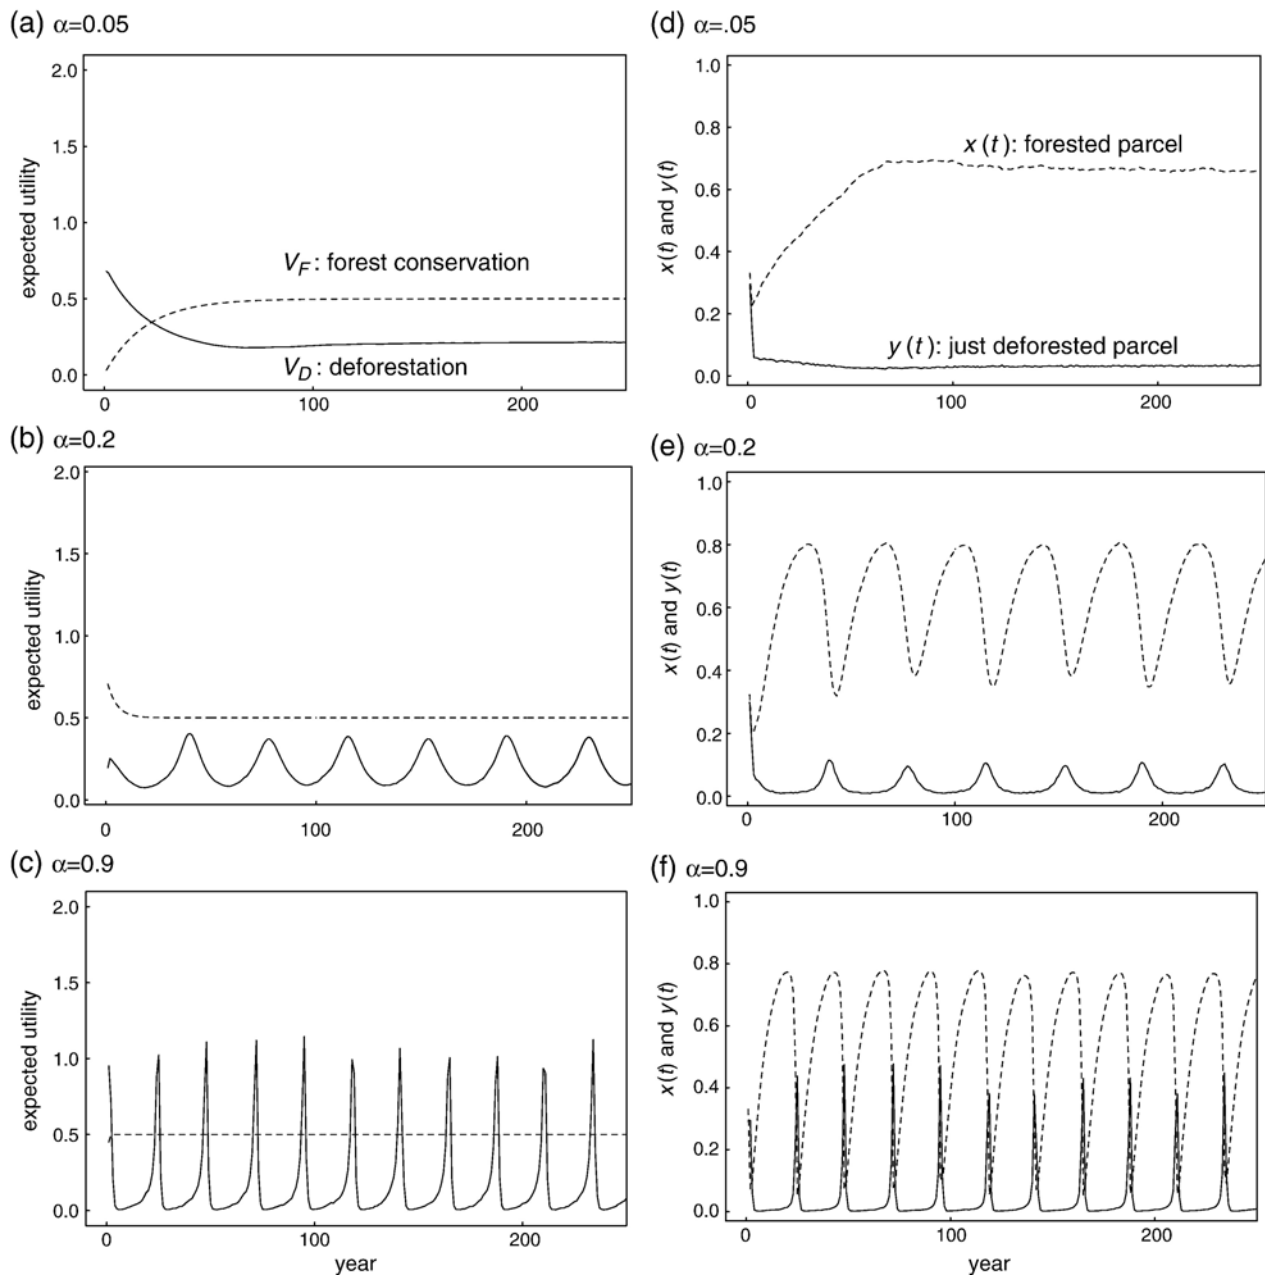 (a) α=0.05
2.0
1.5
1.0
0.5
0.0
expected utility
V_F: forest conservation
V_D: deforestation
0 100 200
(d) α=.05
1.0
0.8
0.6
0.4
0.2
0.0
x(t) and y(t)
x(t): forested parcel
y(t): just deforested parcel
0 100 200
(b) α=0.2
2.0
1.5
1.0
0.5
0.0
expected utility
0 100 200
(e) α=0.2
1.0
0.8
0.6
0.4
0.2
0.0
x(t) and y(t)
100 200
(c) α=0.9
2.0
1.5
1.0
0.5
0.0
expected utility
0 100 200
year
(f) α=0.9
1.0
0.8
0.6
0.4
0.2
0.0
x(t) and y(t)
0 100 200
year